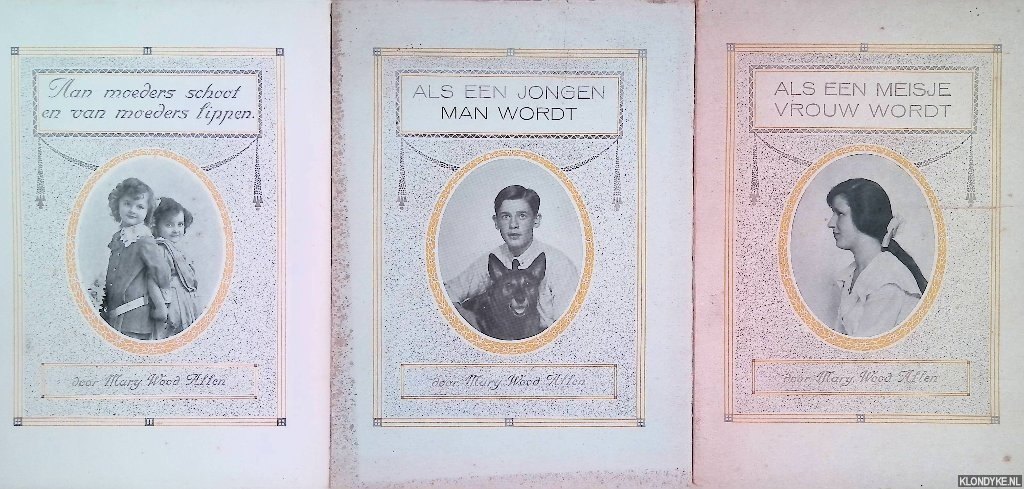 Aan moeders schoot
en van moeders lippen.
door Mary Wood Allen
ALS EEN JONGEN
MAN WORDT
door Mary Wood Allen
ALS EEN MEISJE
VROUW WORDT
door Mary Wood Allen
KLONDYKE.NL